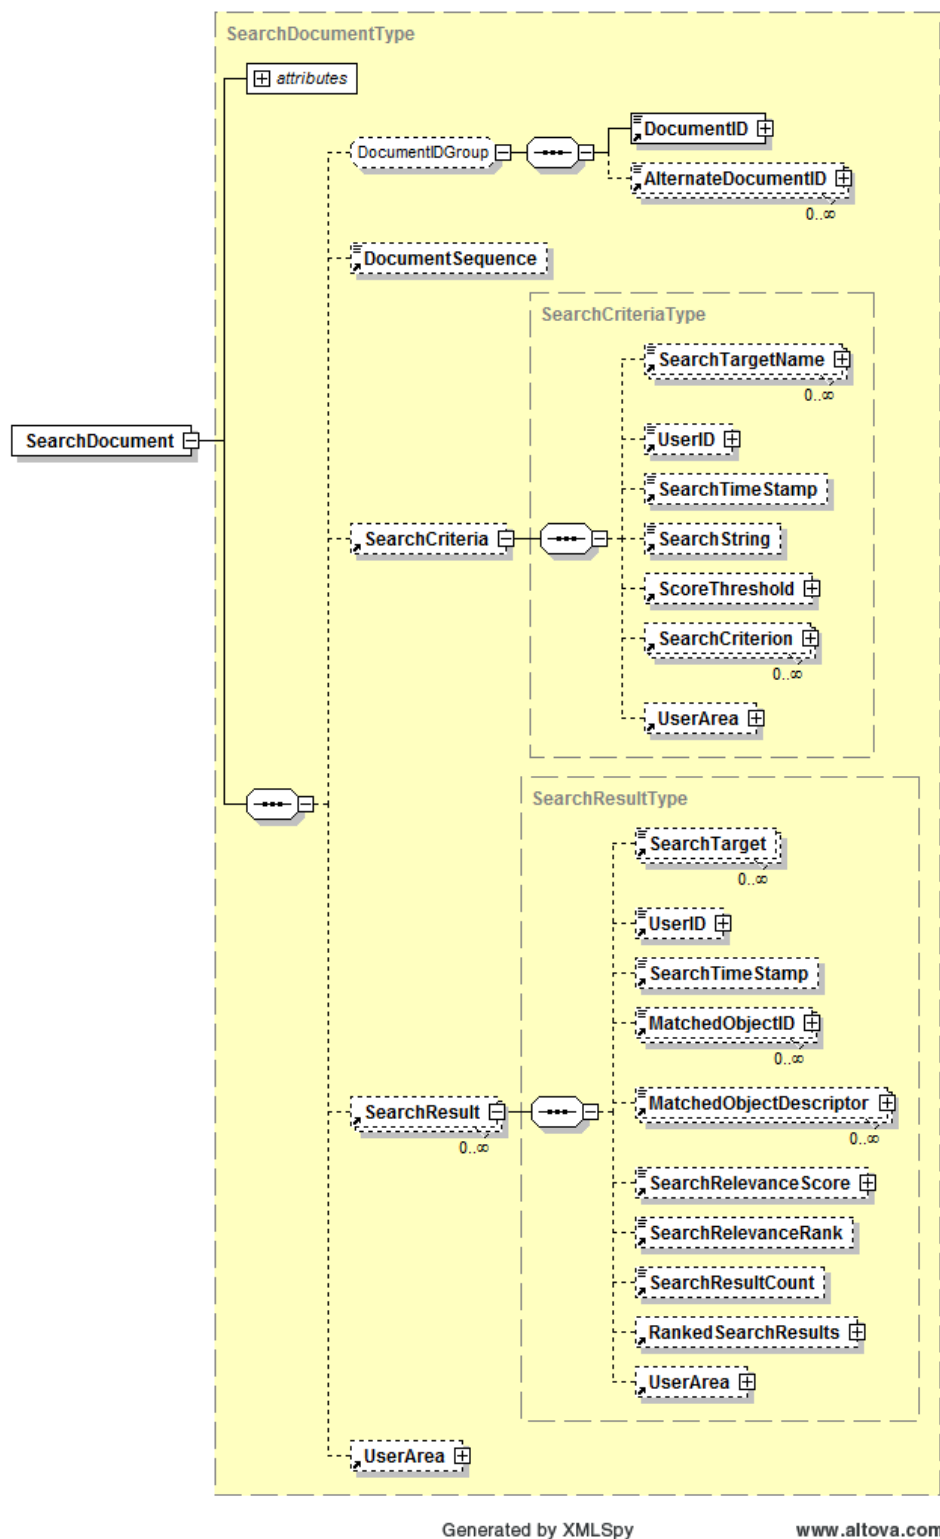 SearchDocumentType
attributes
DocumentIDGroup
DocumentID
AlternateDocumentID
0..∞
DocumentSequence
SearchCriteriaType
SearchTargetName
0..∞
UserID
SearchTimeStamp
SearchDocument
SearchCriteria
SearchString
ScoreThreshold
SearchCriterion
0..∞
UserArea
SearchResultType
SearchTarget
0..∞
UserID
SearchTimeStamp
MatchedObjectID
0..∞
SearchResult
0..∞
MatchedObjectDescriptor
0..∞
SearchRelevanceScore
SearchRelevanceRank
SearchResultCount
RankedSearchResults
UserArea
UserArea
Generated by XMLSpy
www.altova.com